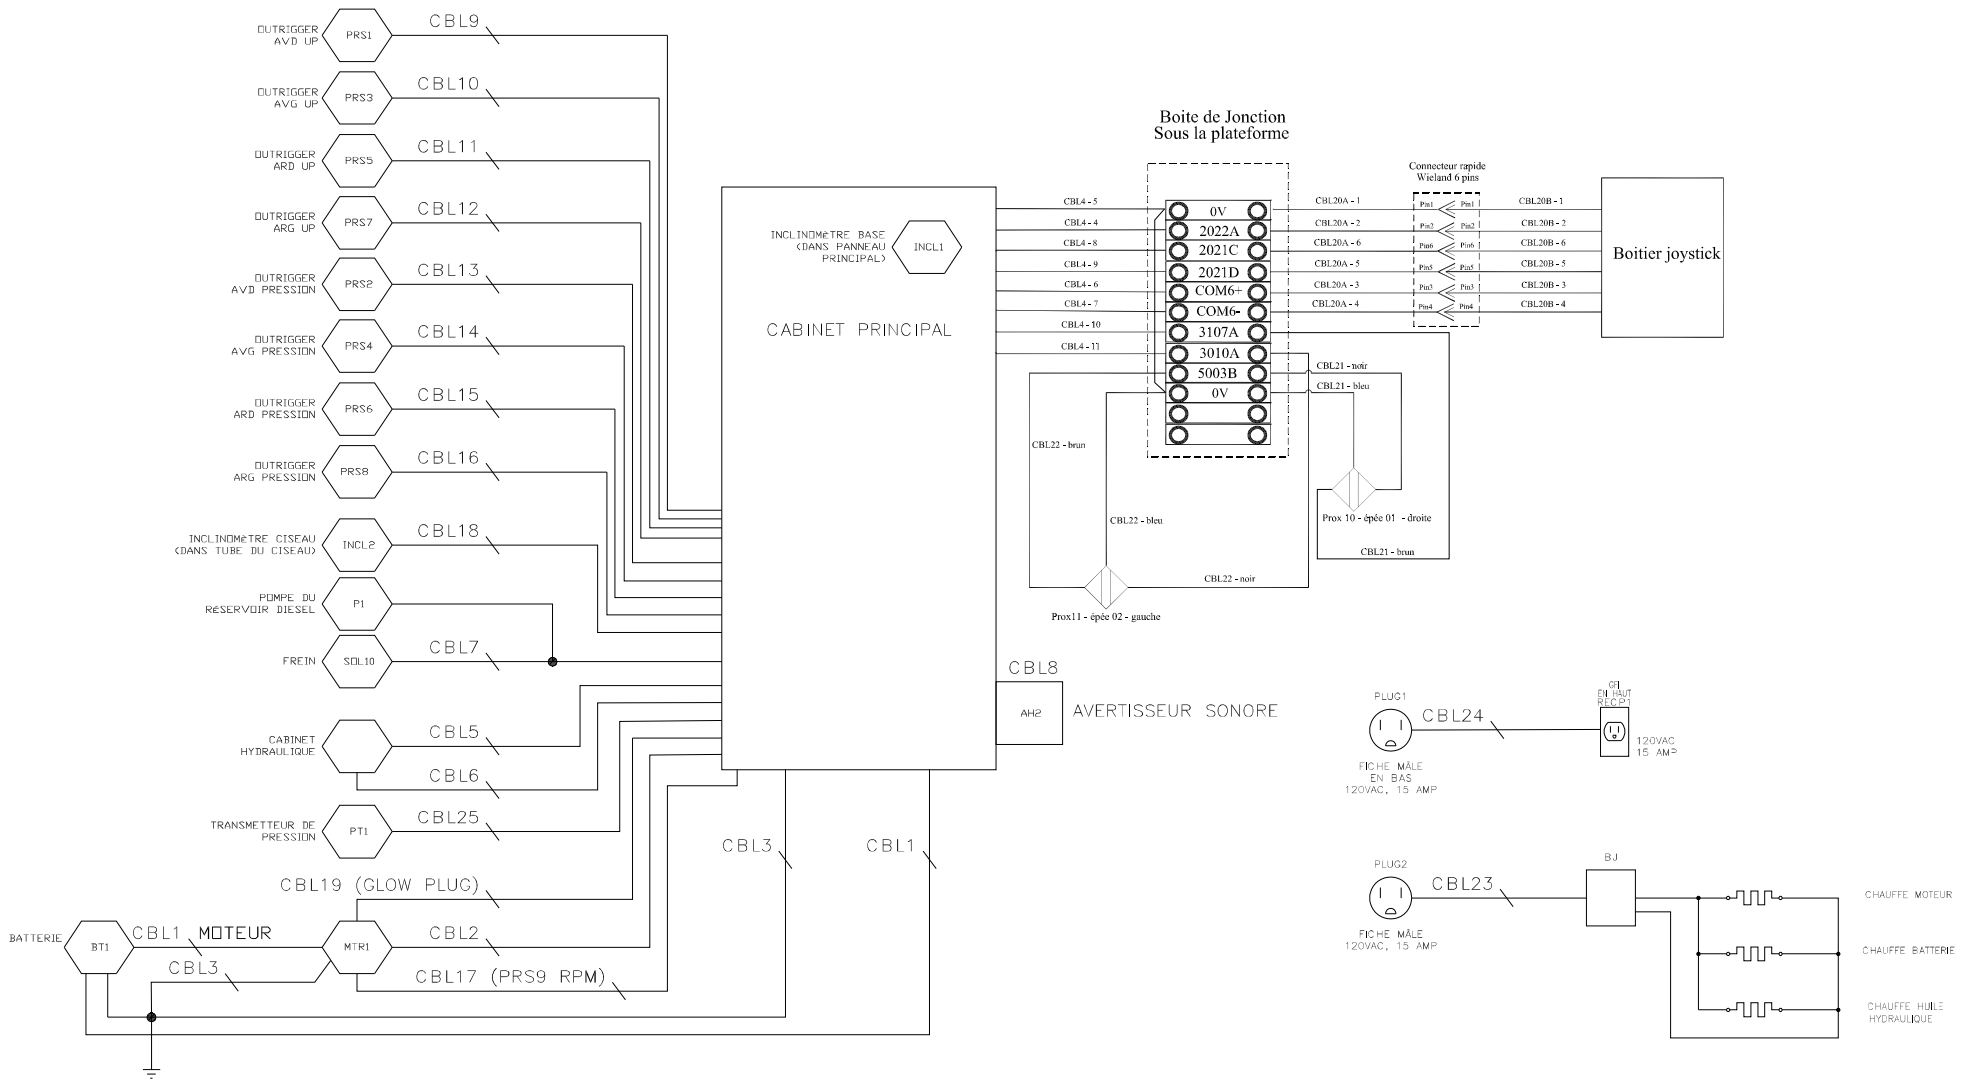 OUTRIGGER
AVD UP
PRS1
CBL9
OUTRIGGER
AVG UP
PRS3
CBL10
OUTRIGGER
ARD UP
PRS5
CBL11
OUTRIGGER
ARG UP
PRS7
CBL12
OUTRIGGER
AVD PRESSION
PRS2
CBL13
OUTRIGGER
AVG PRESSION
PRS4
CBL14
OUTRIGGER
ARD PRESSION
PRS6
CBL15
OUTRIGGER
ARG PRESSION
PRS8
CBL16
INCLINOMèTRE CISEAU
(DANS TUBE DU CISEAU)
INCL2
CBL18
POMPE DU
RéSERVOIR DIESEL
P1
FREIN
SOL10
CBL7
CABINET
HYDRAULIQUE
CBL5
CBL6
TRANSMETTEUR DE
PRESSION
PT1
CBL25
CBL19 (GLOW PLUG)
BATTERIE
BT1
CBL1
MOTEUR
MTR1
CBL2
CBL3
CBL17 (PRS9 RPM)
INCLINOMèTRE BASE
(DANS PANNEAU
PRINCIPAL)
INCL1
CABINET PRINCIPAL
CBL3
CBL1
CBL8
AH2
AVERTISSEUR SONORE
Boite de Jonction
Sous la plateforme
CBL4 - 5
CBL4 - 4
CBL4 - 8
CBL4 - 9
CBL4 - 6
CBL4 - 7
CBL4 - 10
CBL4 - 11
0V
2022A
2021C
2021D
COM6+
COM6-
3107A
3010A
5003B
0V
CBL20A - 1
CBL20A - 2
CBL20A - 6
CBL20A - 5
CBL20A - 3
CBL20A - 4
Connecteur rapide
Wieland 6 pins
Pin1 Pin1
Pin2 Pin2
Pin6 Pin6
Pin5 Pin5
Pin3 Pin3
Pin4 Pin4
CBL20B - 1
CBL20B - 2
CBL20B - 6
CBL20B - 5
CBL20B - 3
CBL20B - 4
Boitier joystick
CBL21 - noir
CBL21 - bleu
CBL22 - brun
CBL22 - bleu
Prox 10 - épée 01 - droite
CBL21 - brun
CBL22 - noir
Prox11 - épée 02 - gauche
PLUG1
CBL24
FICHE MÂLE
EN BAS
120VAC, 15 AMP
GFI
EN HAUT
RECP1
120VAC
15 AMP
PLUG2
CBL23
FICHE MÂLE
120VAC, 15 AMP
BJ
CHAUFFE MOTEUR
CHAUFFE BATTERIE
CHAUFFE HUILE
HYDRAULIQUE